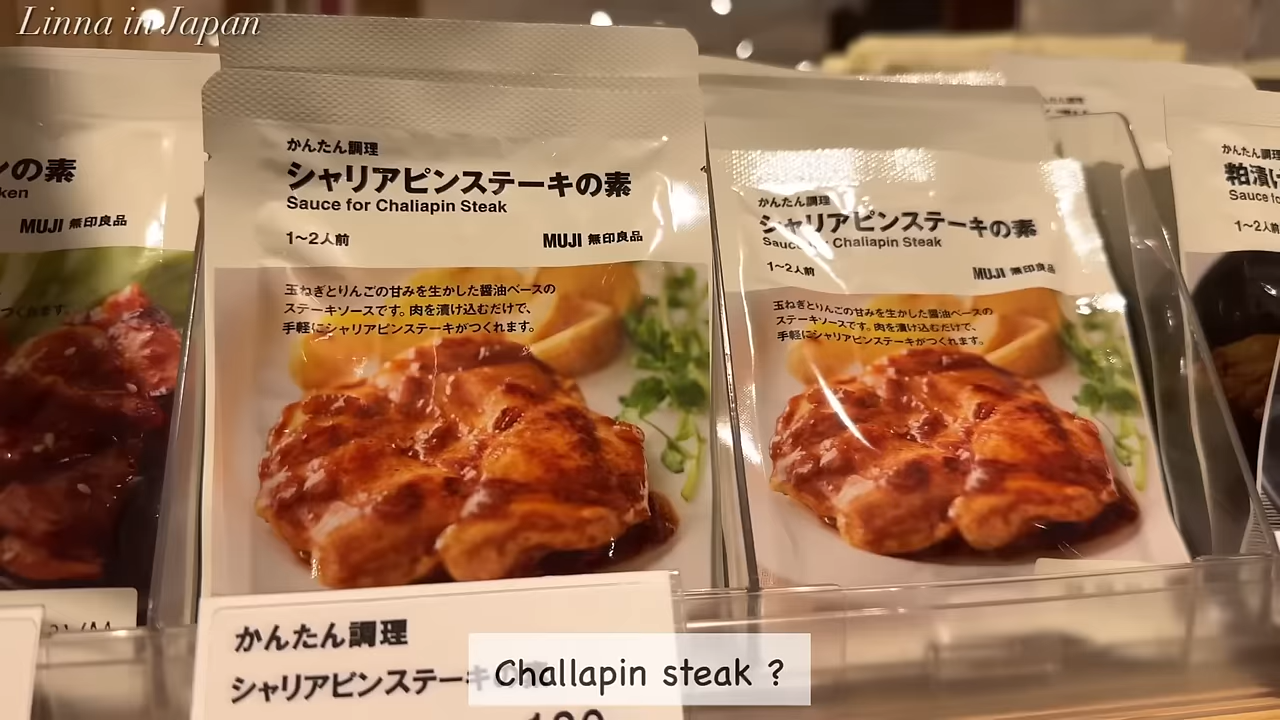 Linna in Japan
ンの素
ken
MUJI 無印良品
つくれます。
かんたん調理
シャリアピンステーキの素
Sauce for Chaliapin Steak
1〜2人前
MUJI 無印良品
玉ねぎとりんごの甘みを生かした醤油ベースの
ステーキソースです。肉を漬け込むだけで、
手軽にシャリアピンステーキがつくれます。
かんたん調理
シャリアピンステーキの素
Sauce for Chaliapin Steak
1〜2人前
MUJI 無印良品
玉ねぎとりんごの甘みを生かした醤油ベースの
ステーキソースです。肉を漬け込むだけで、
手軽にシャリアピンステーキがつくれます。
かんたん調理
粕漬け
Sauce fo
1〜2人前
かんたん調理
シャリアピンステーキの素
Challapin steak ?